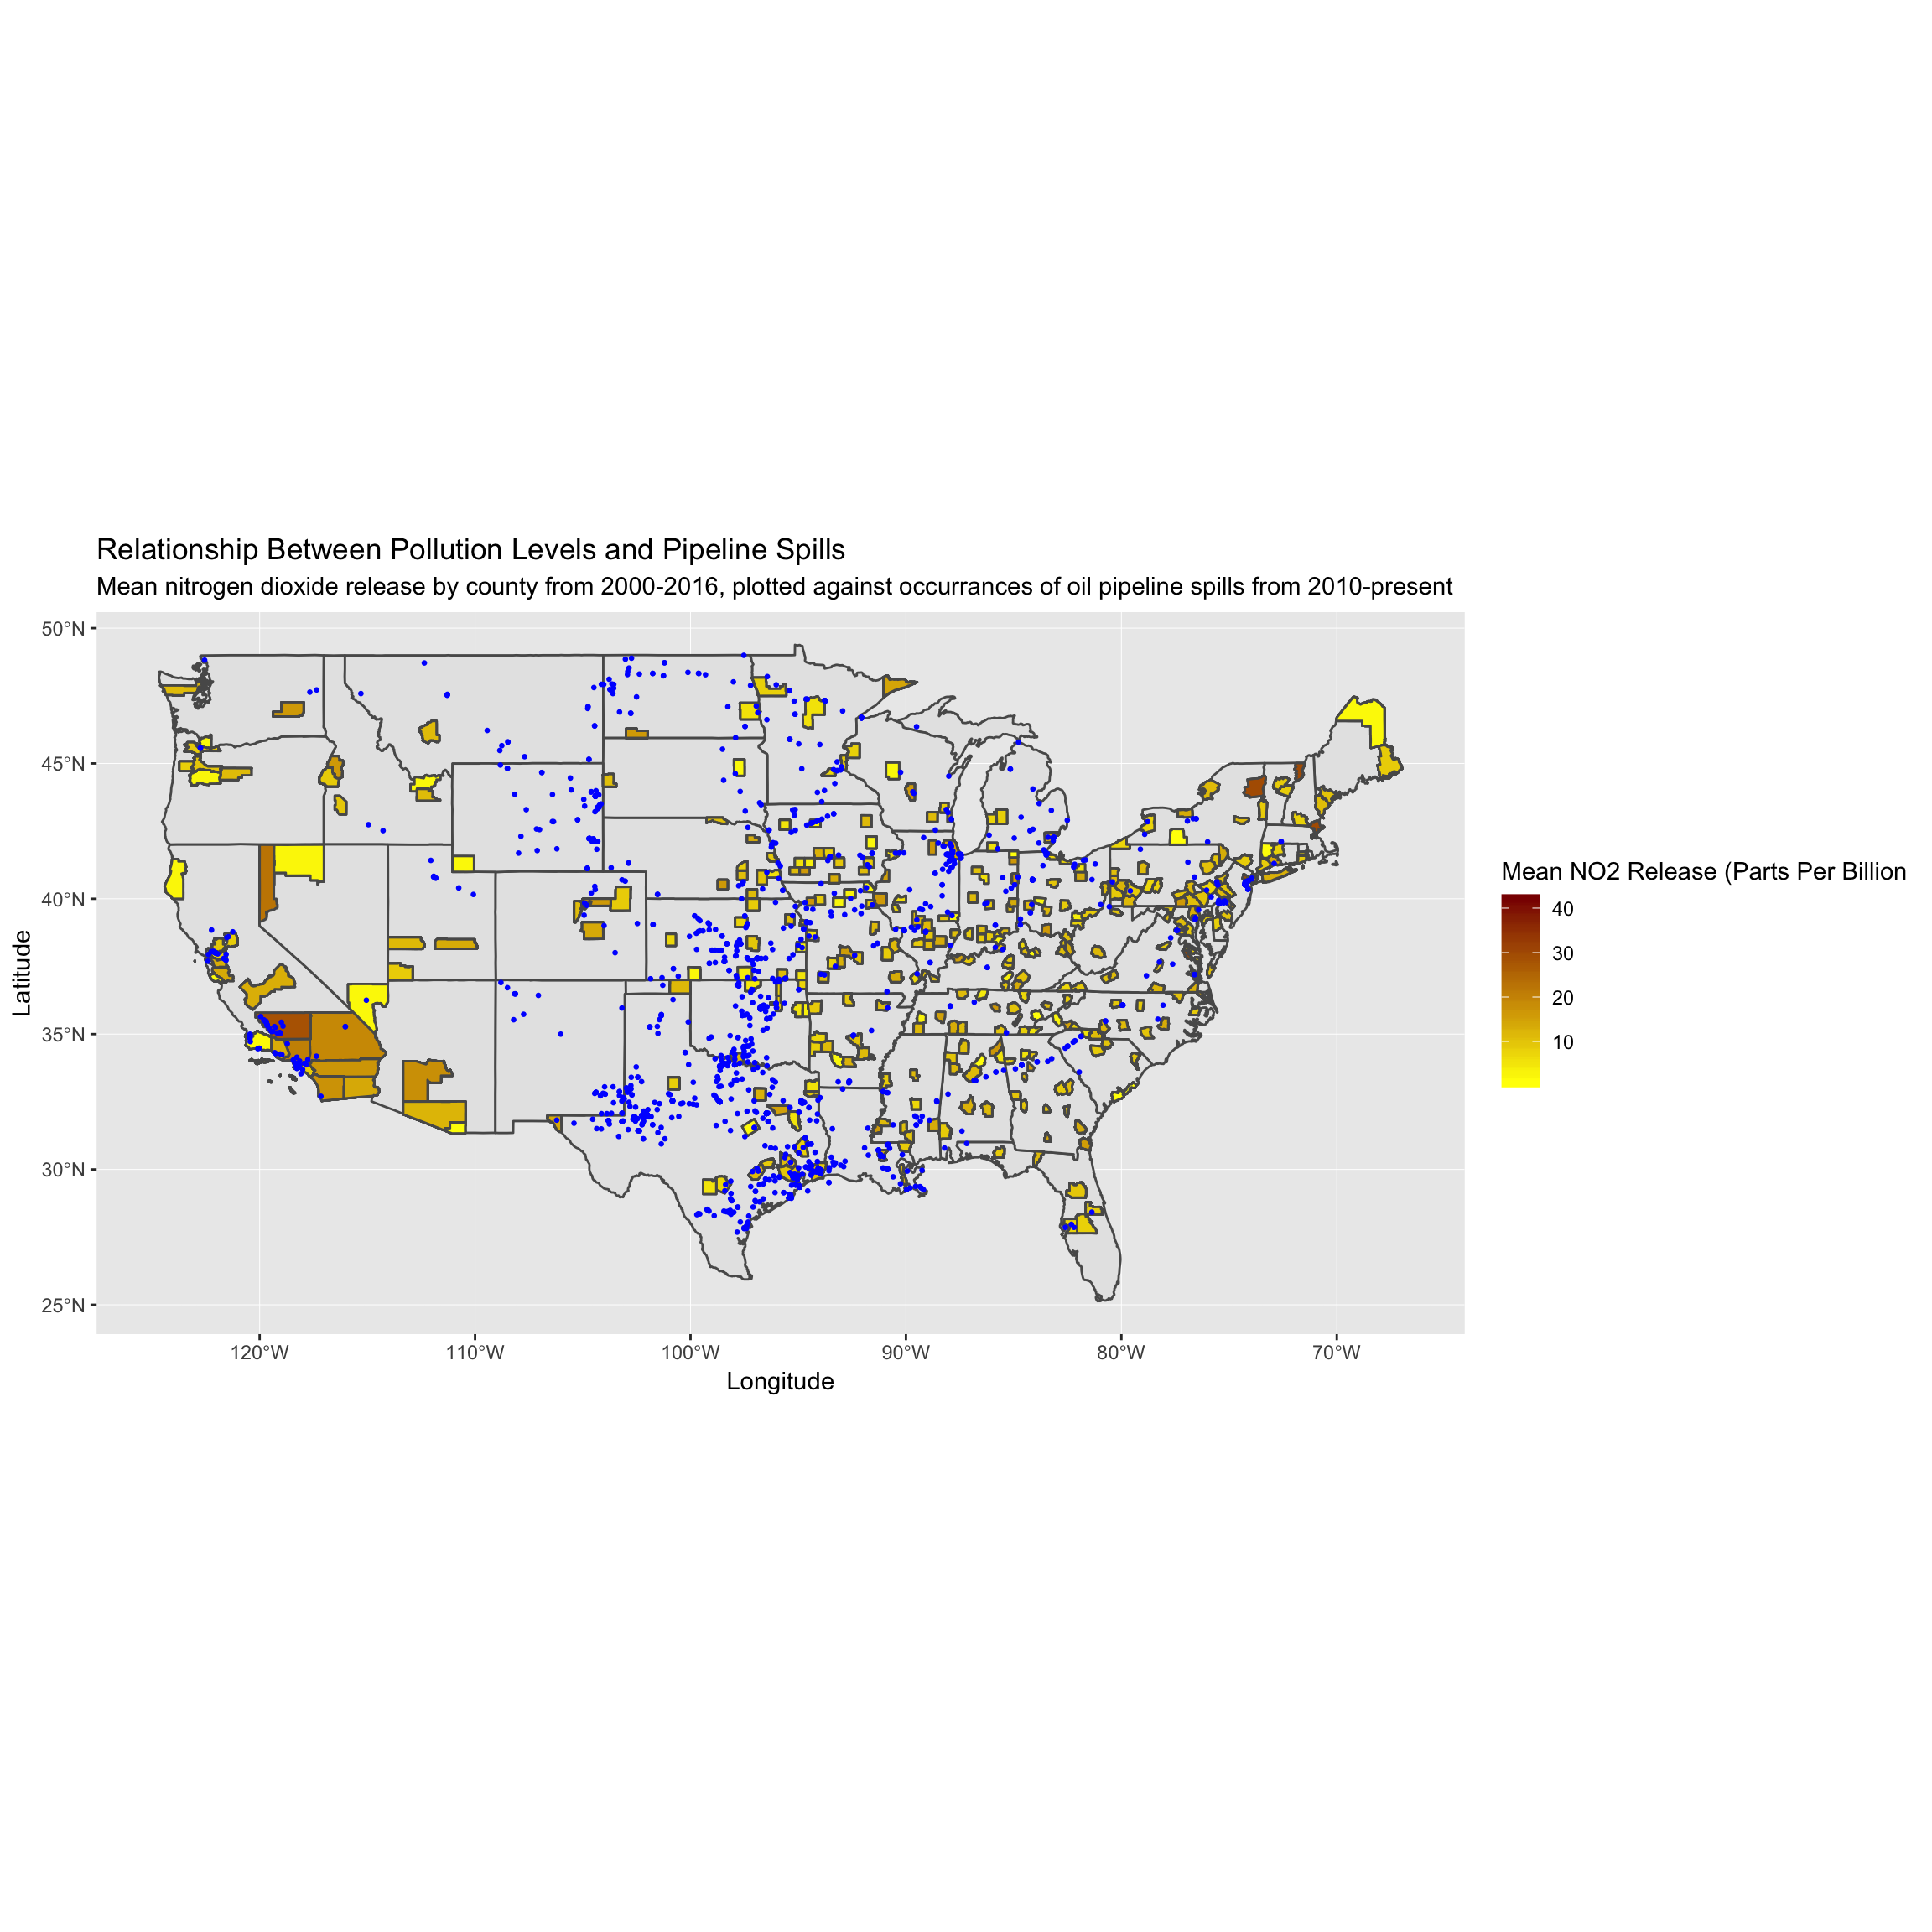 Relationship Between Pollution Levels and Pipeline Spills
Mean nitrogen dioxide release by county from 2000-2016, plotted against occurrances of oil pipeline spills from 2010-present
50°N
45°N
40°N
35°N
30°N
25°N
Latitude
120°W 110°W 100°W 90°W 80°W 70°W
Longitude
Mean NO2 Release (Parts Per Billion
40
30
20
10